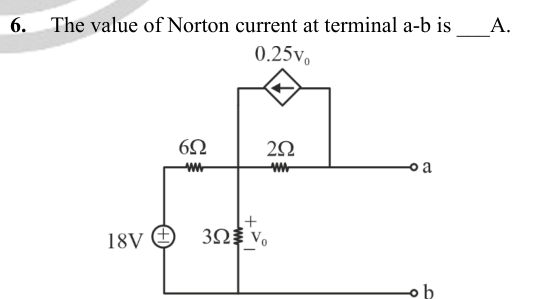 6. The value of Norton current at terminal a-b is ___A.
0.25v₀
6Ω 2Ω
a
+
18V + 3Ω v₀
−
b